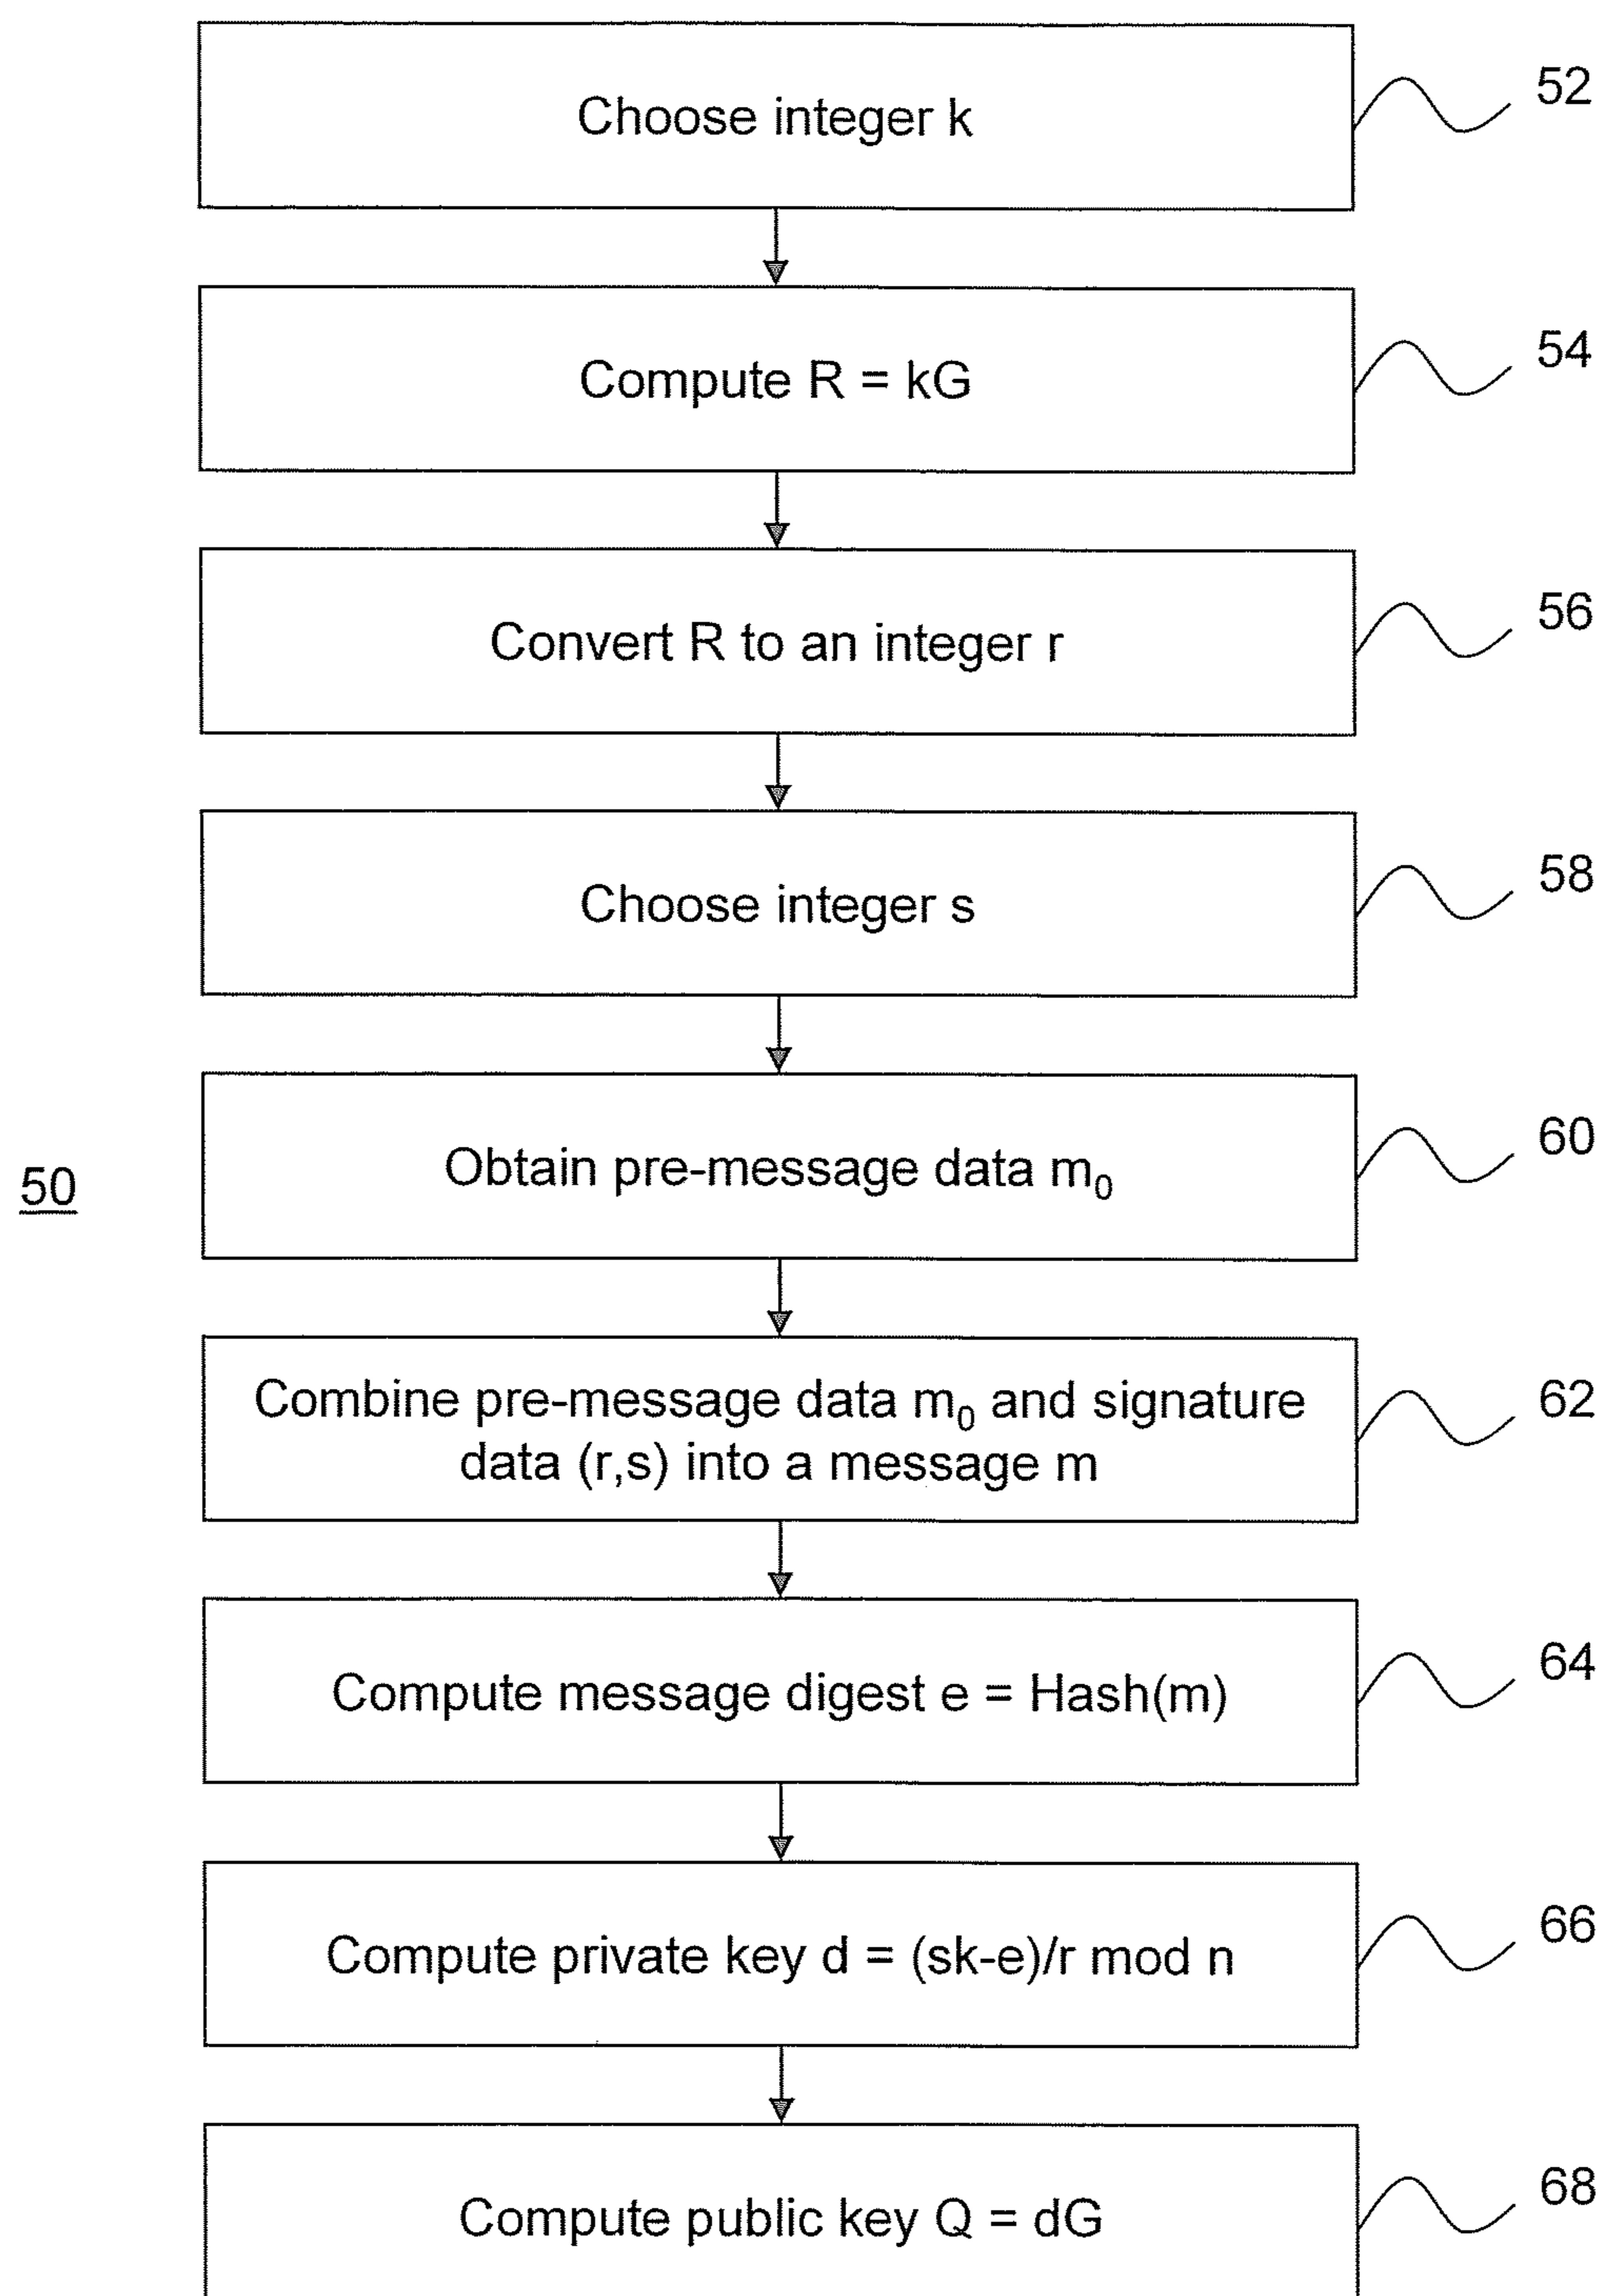 Choose integer k
52
Compute R = kG
54
Convert R to an integer r
56
Choose integer s
58
Obtain pre-message data m₀
60
50
Combine pre-message data m₀ and signature
data (r,s) into a message m
62
Compute message digest e = Hash(m)
64
Compute private key d = (sk-e)/r mod n
66
Compute public key Q = dG
68